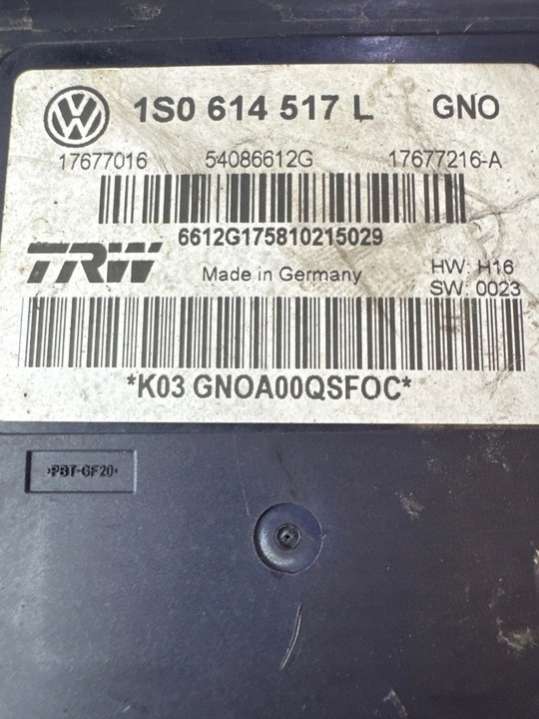 1S0 614 517 L GNO
17677016 54086612G 17677216-A
6612G175810215029
TRW Made in Germany HW: H16
SW: 0023
*K03 GNOA00QSFOC*
>PBT-GF20<